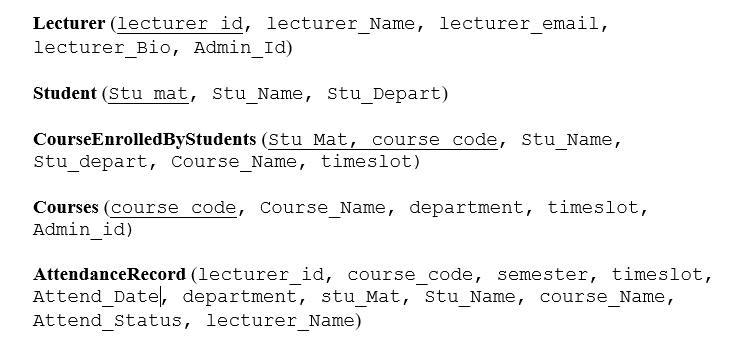 Lecturer (lecturer_id, lecturer_Name, lecturer_email,
lecturer_Bio, Admin_Id)
Student (Stu_mat, Stu_Name, Stu_Depart)
CourseEnrolledByStudents (Stu_Mat, course_code, Stu_Name,
Stu_depart, Course_Name, timeslot)
Courses (course_code, Course_Name, department, timeslot,
Admin_id)
AttendanceRecord (lecturer_id, course_code, semester, timeslot,
Attend_Date, department, stu_Mat, Stu_Name, course_Name,
Attend_Status, lecturer_Name)